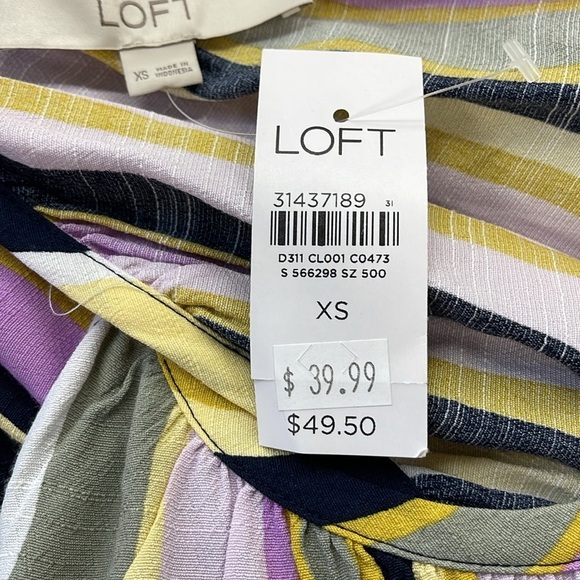 LOFT
XS MADE IN
INDONESIA
LOFT
31437189 31
D311 CL001 C0473
S 566298 SZ 500
XS
$ 39.99
$49.50